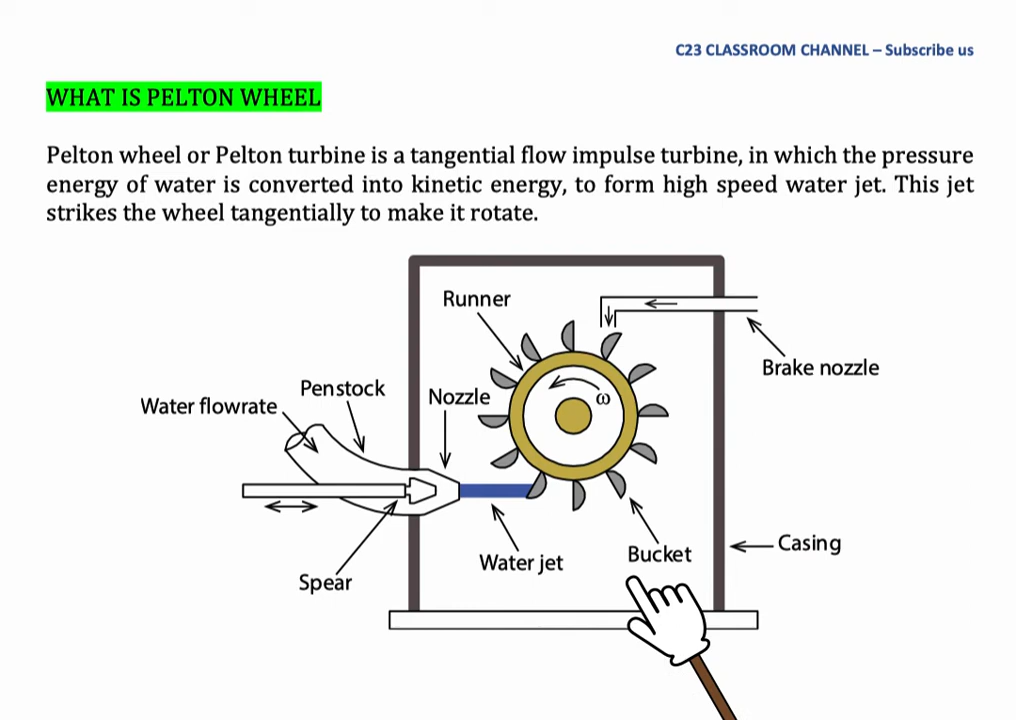 C23 CLASSROOM CHANNEL – Subscribe us
WHAT IS PELTON WHEEL
Pelton wheel or Pelton turbine is a tangential flow impulse turbine, in which the pressure
energy of water is converted into kinetic energy, to form high speed water jet. This jet
strikes the wheel tangentially to make it rotate.
Runner
Brake nozzle
Penstock
Nozzle
Water flowrate
ω
Casing
Bucket
Water jet
Spear